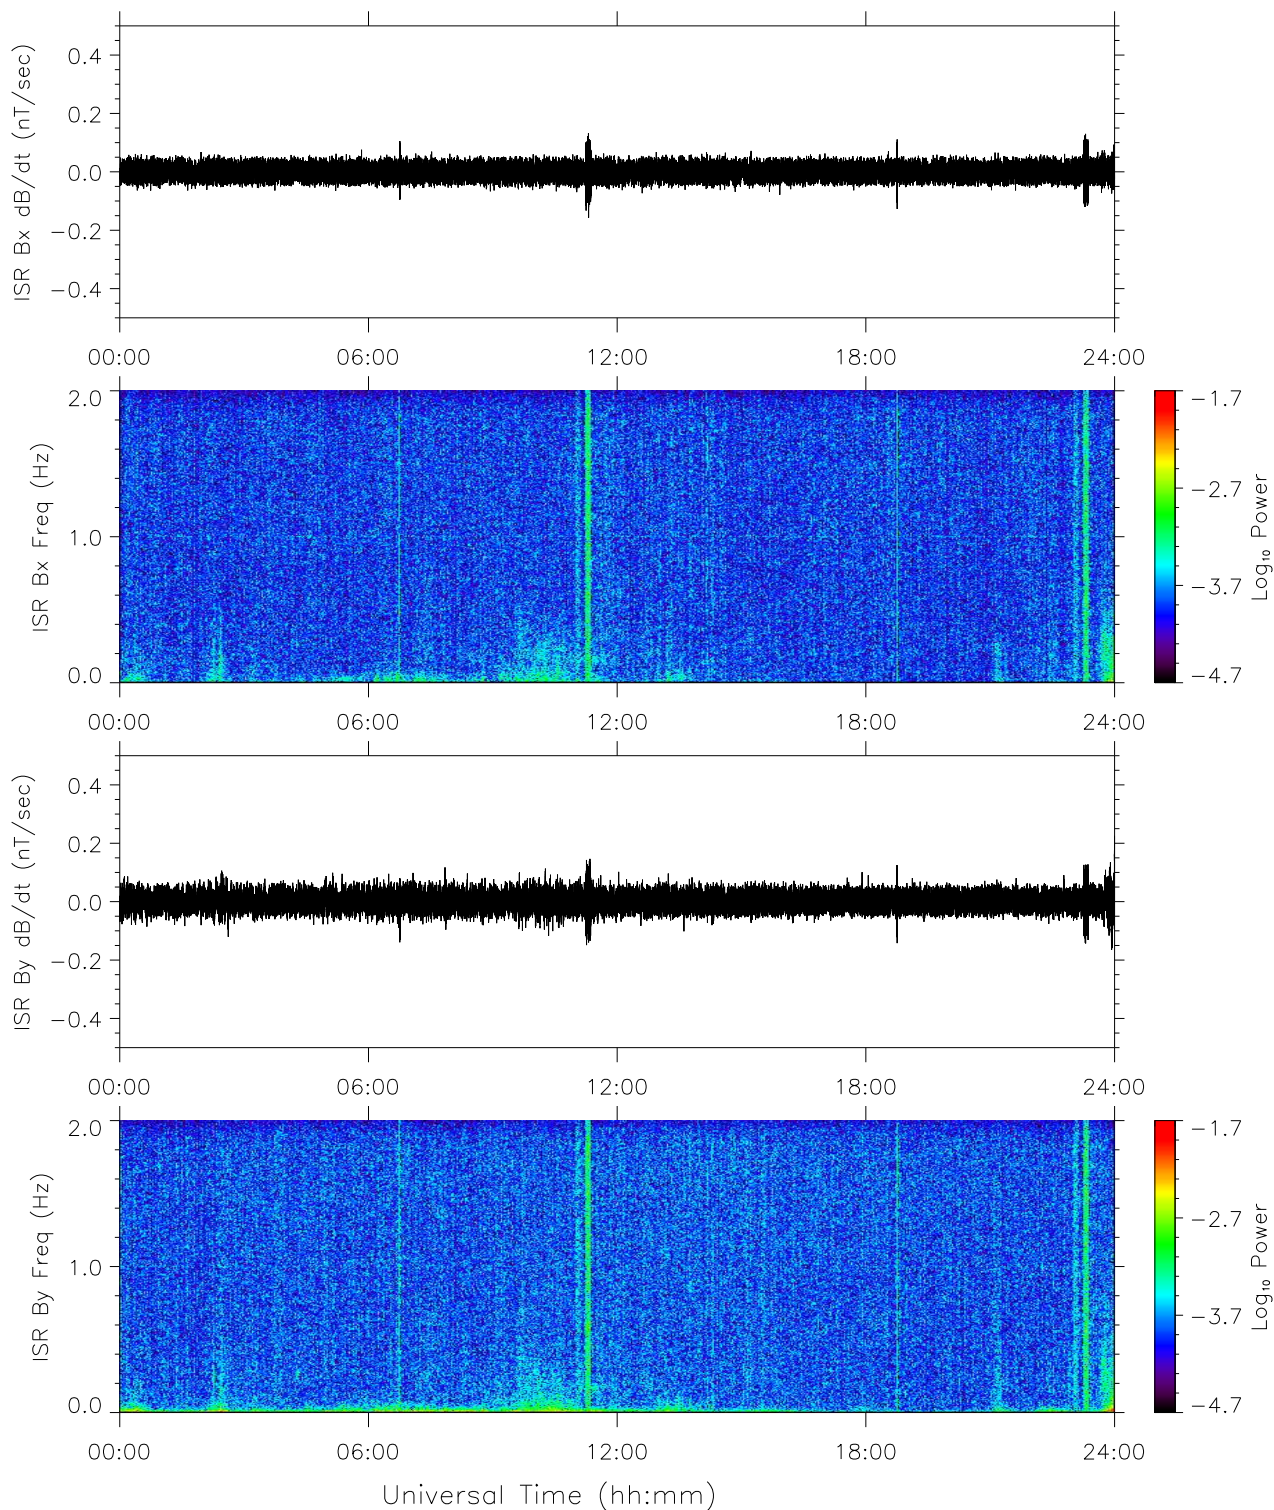 ISR Bx dB/dt (nT/sec)
0.4
0.2
0.0
−0.2
−0.4
00:00 06:00 12:00 18:00 24:00
ISR Bx Freq (Hz)
2.0
1.0
0.0
00:00 06:00 12:00 18:00 24:00
−1.7
−2.7
−3.7
−4.7
Log₁₀ Power
ISR By dB/dt (nT/sec)
0.4
0.2
0.0
−0.2
−0.4
00:00 06:00 12:00 18:00 24:00
ISR By Freq (Hz)
2.0
1.0
0.0
00:00 06:00 12:00 18:00 24:00
−1.7
−2.7
−3.7
−4.7
Log₁₀ Power
Universal Time (hh:mm)